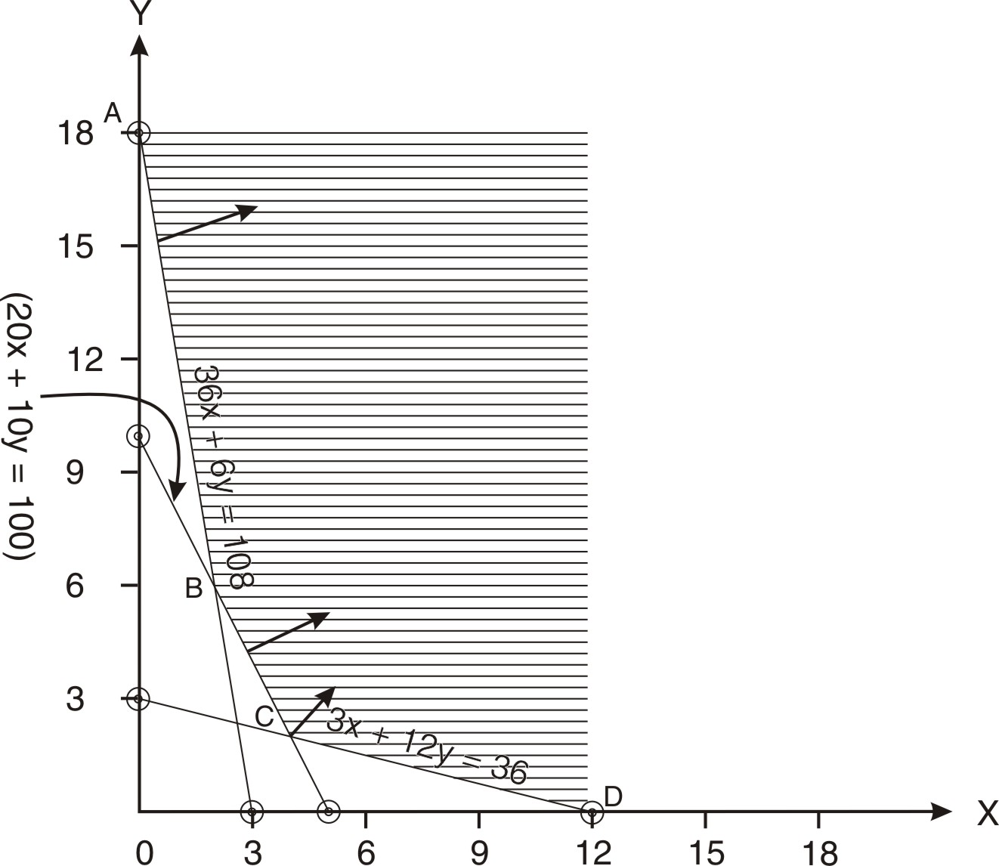 Y
A
18
15
12
9
6
3
(20x + 10y = 100)
36x + 6y = 108
B
C
3x + 12y = 36
D
X
0 3 6 9 12 15 18